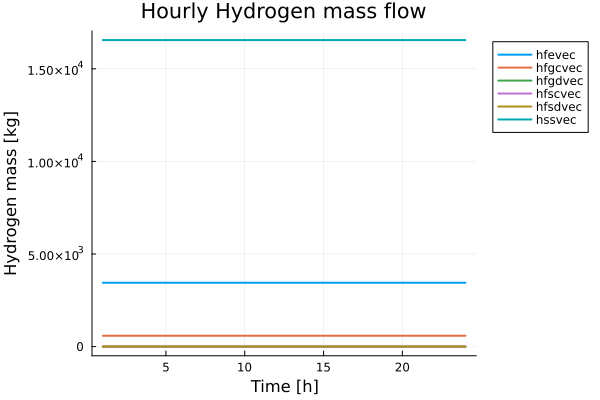 Hourly Hydrogen mass flow
Hydrogen mass [kg]
1.50×10⁴
1.00×10⁴
5.00×10³
0
5 10 15 20
Time [h]
hfevec
hfgcvec
hfgdvec
hfscvec
hfsdvec
hssvec